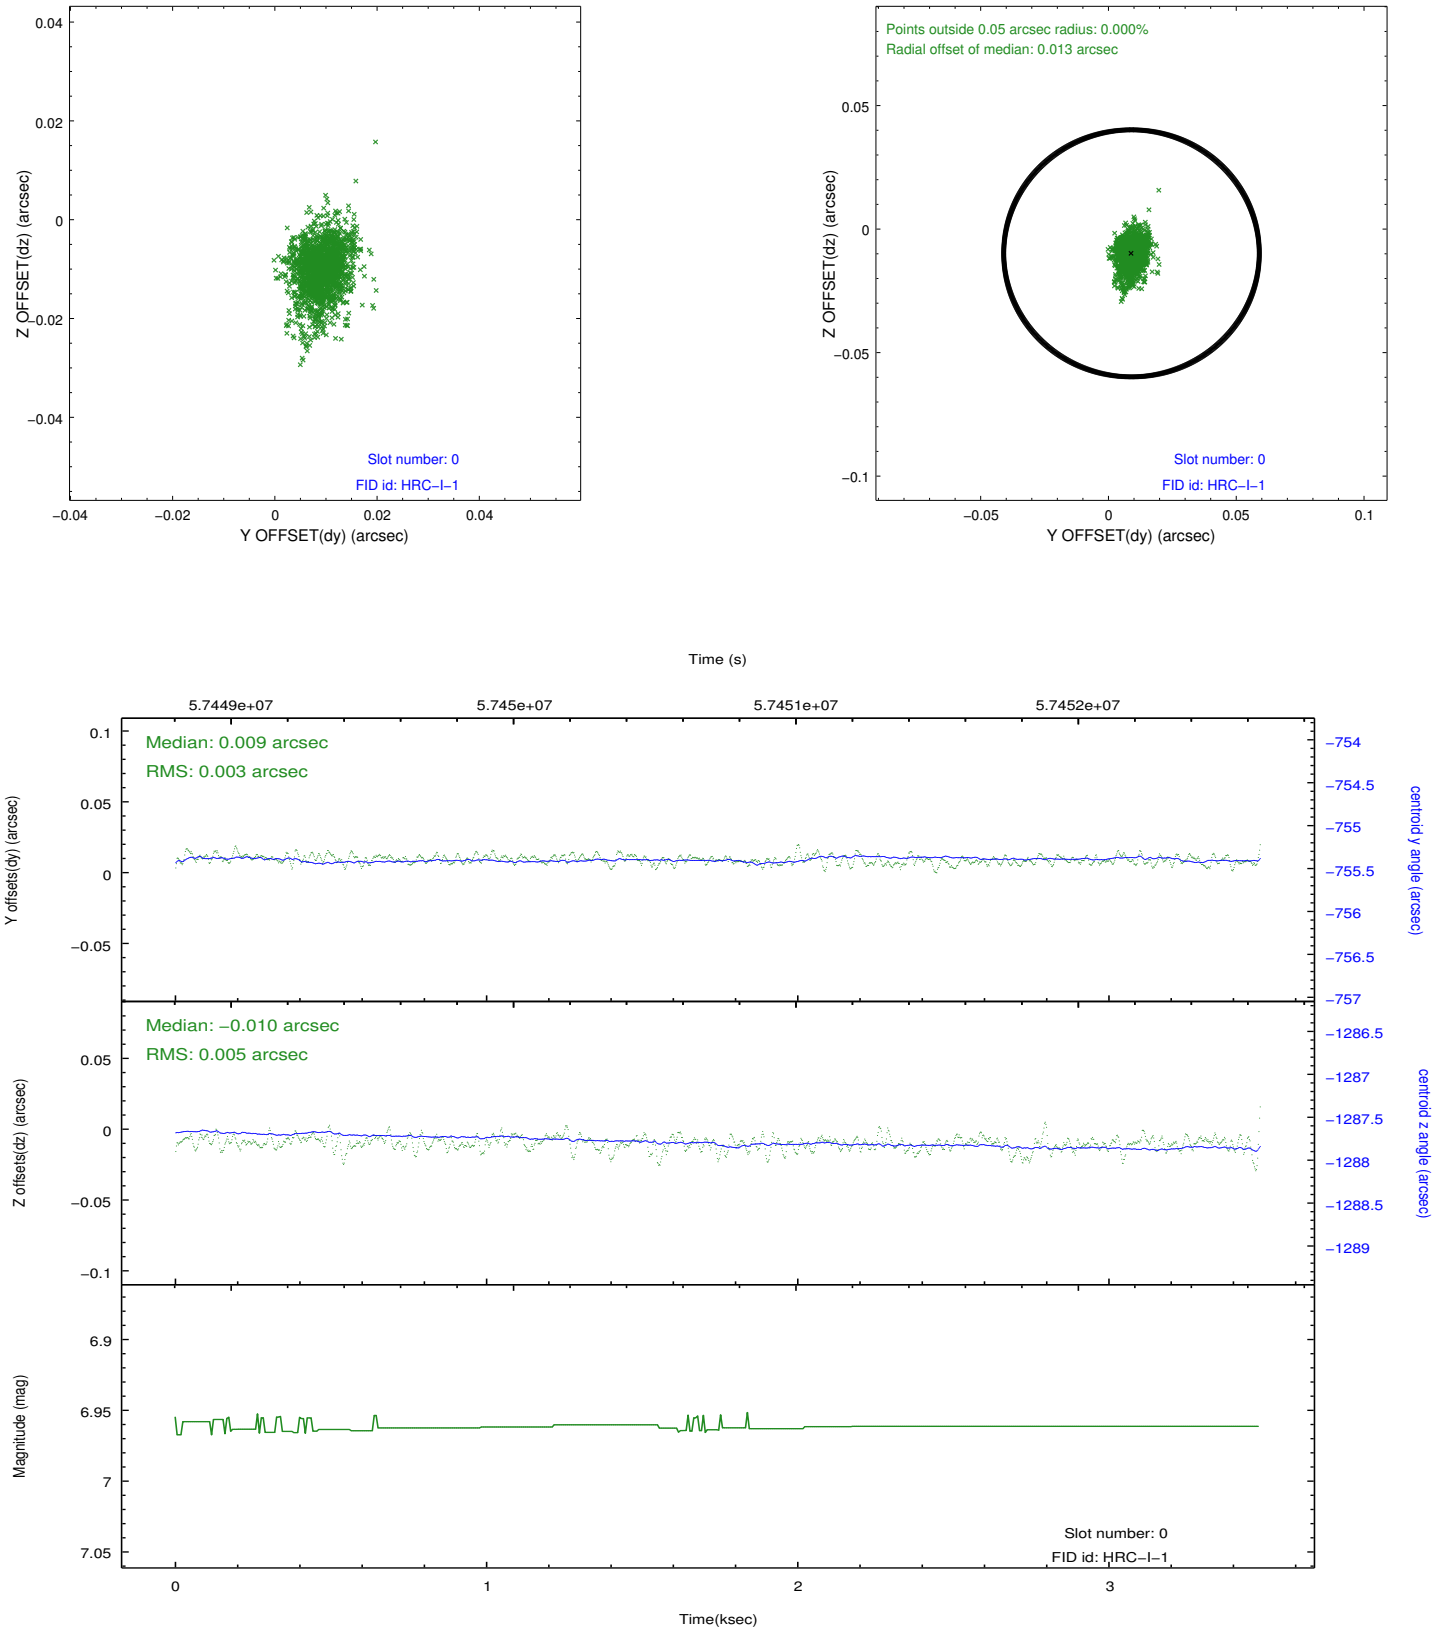 0.04
0.02
0
−0.02
−0.04
Z OFFSET(dz) (arcsec)
Slot number: 0
FID id: HRC−I−1
−0.04
−0.02
0
0.02
0.04
Y OFFSET(dy) (arcsec)
Points outside 0.05 arcsec radius: 0.000%
Radial offset of median: 0.013 arcsec
0.05
0
−0.05
−0.1
Z OFFSET(dz) (arcsec)
Slot number: 0
FID id: HRC−I−1
−0.05
0
0.05
0.1
Y OFFSET(dy) (arcsec)
Time (s)
5.7449e+07
5.745e+07
5.7451e+07
5.7452e+07
Median: 0.009 arcsec
RMS: 0.003 arcsec
0.1
0.05
0
−0.05
Y offsets(dy) (arcsec)
−754
−754.5
−755
−755.5
−756
−756.5
−757
centroid y angle (arcsec)
Median: −0.010 arcsec
RMS: 0.005 arcsec
0.05
0
−0.05
−0.1
Z offsets(dz) (arcsec)
−1286.5
−1287
−1287.5
−1288
−1288.5
−1289
centroid z angle (arcsec)
6.9
6.95
7
7.05
Magnitude (mag)
Slot number: 0
FID id: HRC−I−1
0
1
2
3
Time(ksec)